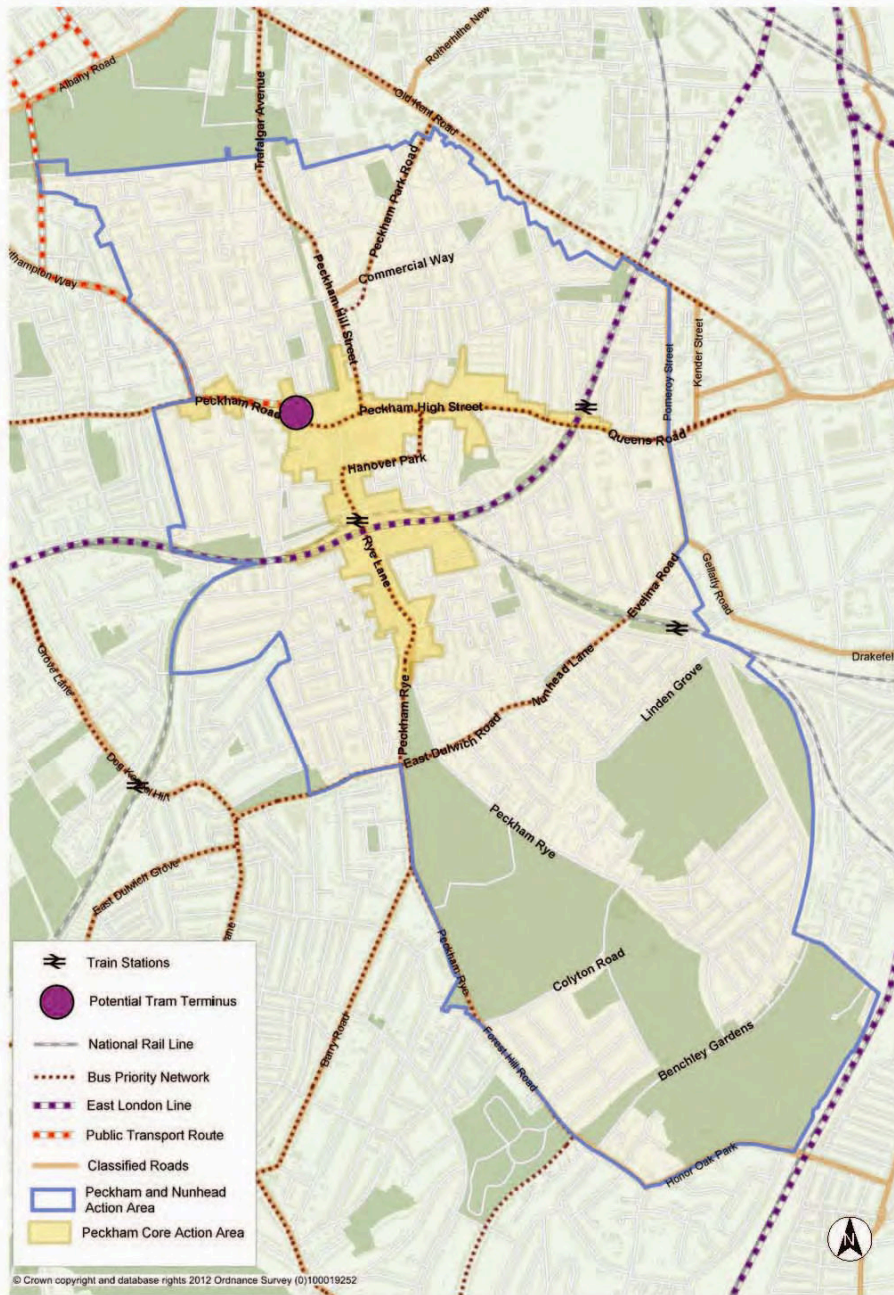 Albany Road
Trafalgar Avenue
Rotherhithe New
Old Kent Road
Peckham Park Road
Commercial Way
Peckham Hill Street
Peckham Road
Peckham High Street
Pomeroy Street
Kender Street
Queens Road
Hanover Park
Rye Lane
Gellatly Road
Evelina Road
Drakefel
Nunhead Lane
Linden Grove
Grove Lane
Peckham Rye
East Dulwich Road
Dog Kennel Hill
Peckham Rye
East Dulwich Grove
ane
Peckham Rye
Colyton Road
Barry Road
Forest Hill Road
Benchley Gardens
Honor Oak Park
Train Stations
Potential Tram Terminus
National Rail Line
Bus Priority Network
East London Line
Public Transport Route
Classified Roads
Peckham and Nunhead
Action Area
Peckham Core Action Area
N
© Crown copyright and database rights 2012 Ordnance Survey (0)100019252